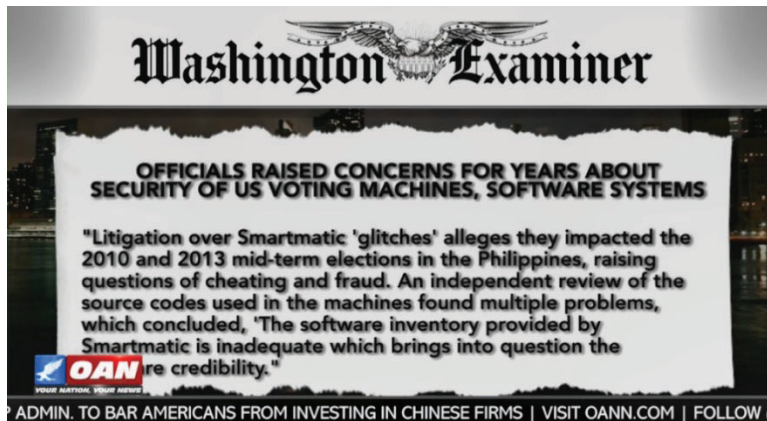 Washington Examiner
OFFICIALS RAISED CONCERNS FOR YEARS ABOUT
SECURITY OF US VOTING MACHINES, SOFTWARE SYSTEMS
"Litigation over Smartmatic 'glitches' alleges they impacted the
2010 and 2013 mid-term elections in the Philippines, raising
questions of cheating and fraud. An independent review of the
source codes used in the machines found multiple problems,
which concluded, 'The software inventory provided by
Smartmatic is inadequate which brings into question the
credibility."
OAN
YOUR NATION, YOUR NEWS
ADMIN. TO BAR AMERICANS FROM INVESTING IN CHINESE FIRMS | VISIT OANN.COM | FOLLOW